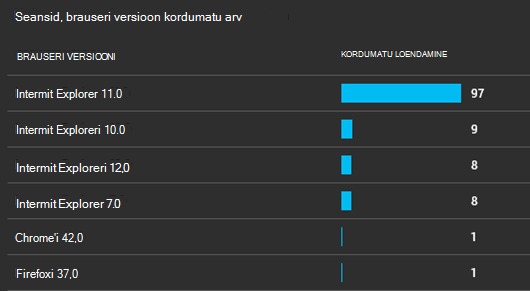 Seansid, brauseri versioon kordumatu arv
BRAUSERI VERSIOONI KORDUMATU LOENDAMINE
Intermit Explorer 11.0 97
Intermit Exploreri 10.0 9
Intermit Exploreri 12,0 8
Intermit Explorer 7.0 8
Chrome'i 42,0 1
Firefoxi 37,0 1